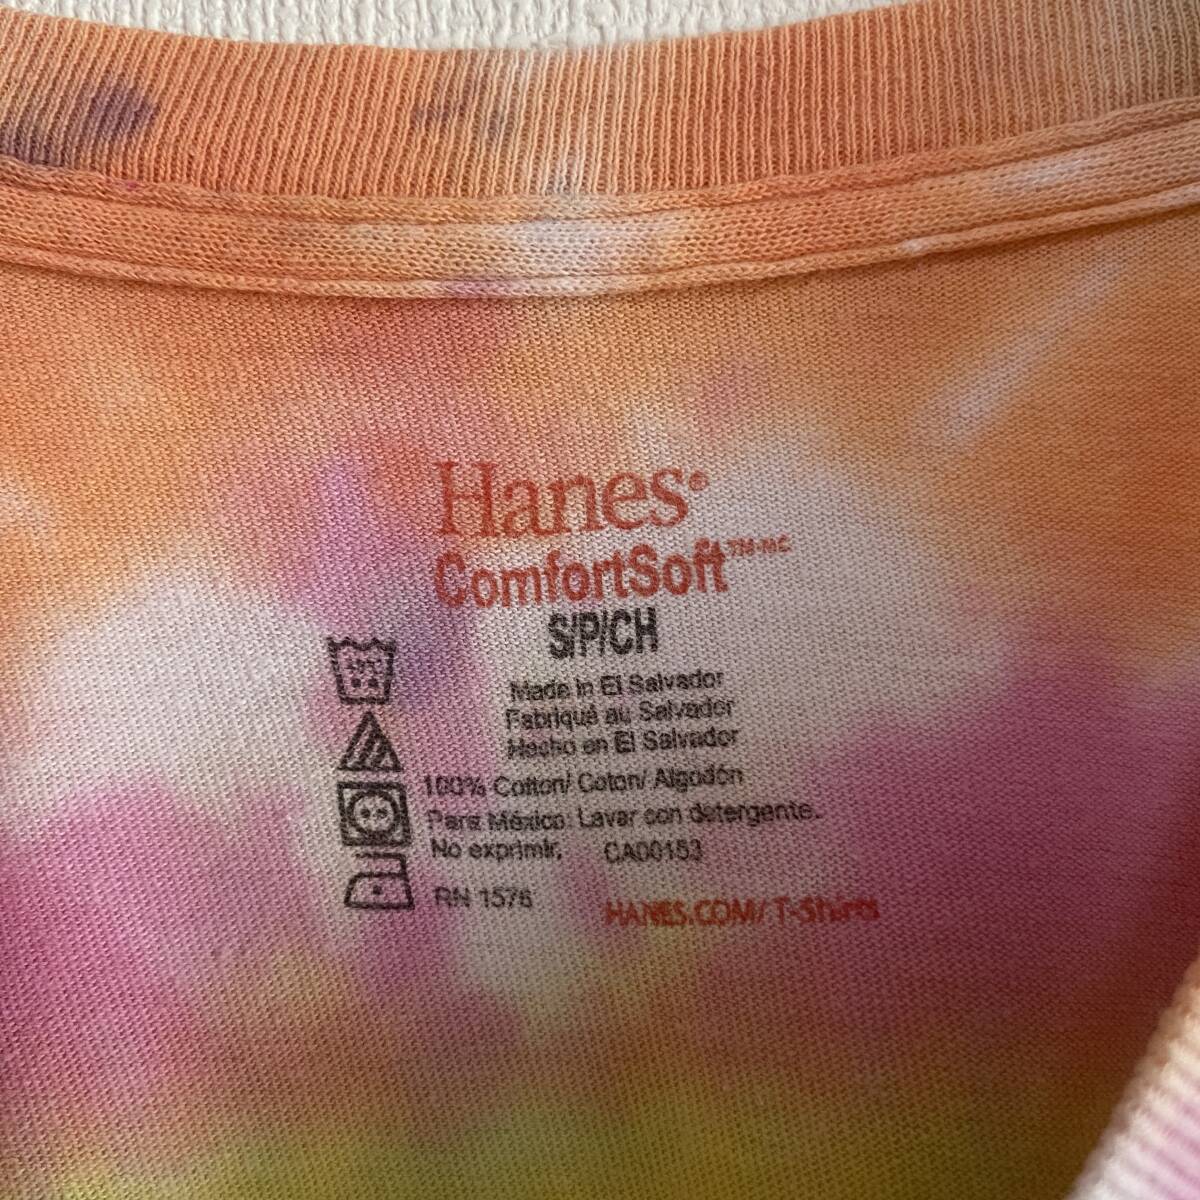 Hanes®
ComfortSoft™-MC
S/P/CH
Made in El Salvador
Fabriqué au Salvador
Hecho en El Salvador
100% Cotton/ Coton/ Algodón
Para México: Lavar con detergente.
No exprimir. CA00153
RN 1576
HANES.COM/T-Shirts